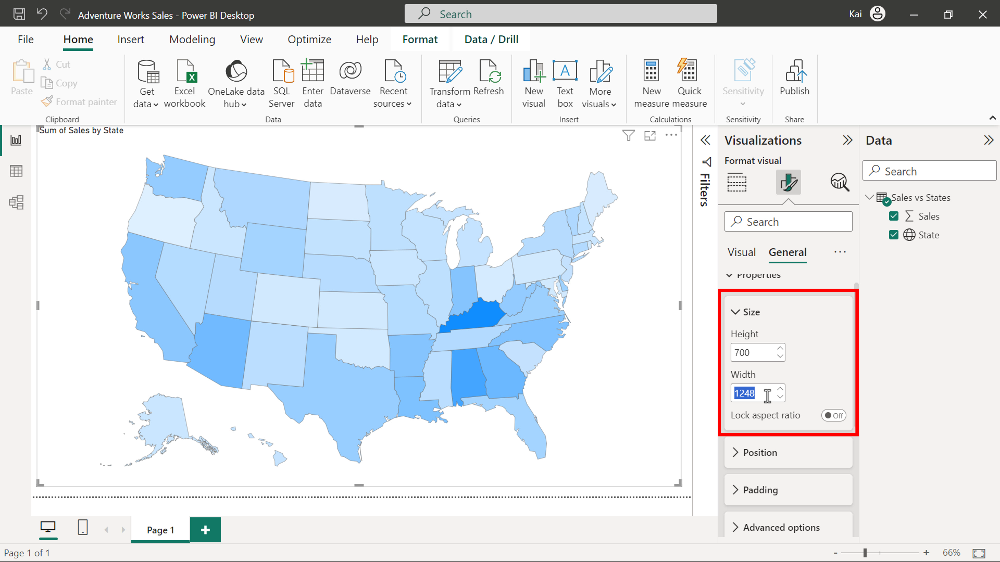 Adventure Works Sales - Power BI Desktop
Search
Kai
File
Home
Insert
Modeling
View
Optimize
Help
Format
Data / Drill
Paste
Cut
Copy
Format painter
Clipboard
Get data
Excel workbook
OneLake data hub
SQL Server
Enter data
Dataverse
Recent sources
Data
Transform data
Refresh
Queries
New visual
Text box
More visuals
Insert
New measure
Quick measure
Calculations
Sensitivity
Sensitivity
Publish
Share
Sum of Sales by State
Filters
Visualizations
Format visual
Search
Visual
General
Properties
Size
Height
700
Width
1248
Lock aspect ratio
Off
Position
Padding
Advanced options
Data
Search
Sales vs States
Sales
State
Page 1
Page 1 of 1
66%